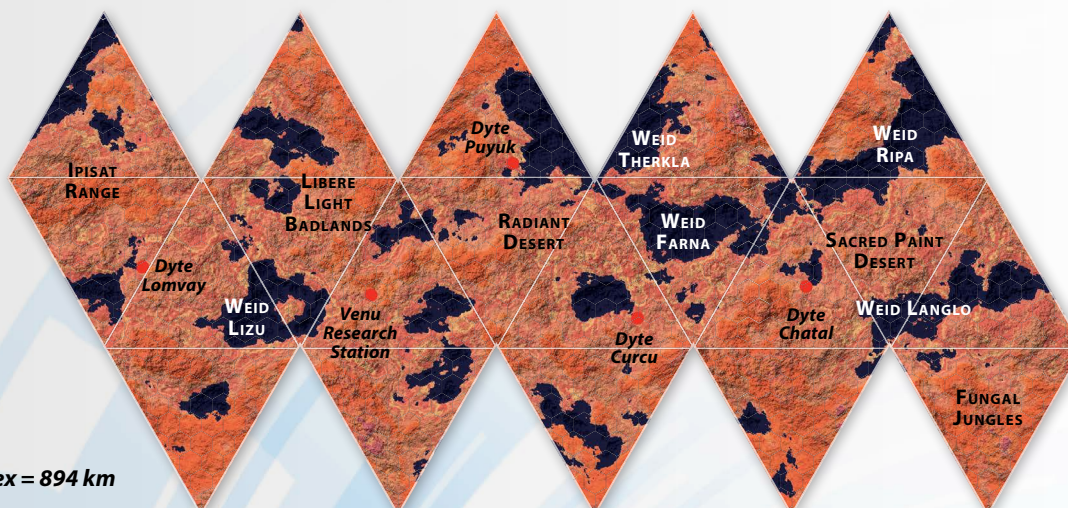 Dyte
Puyuk
Weid
Therkla
Weid
Ripa
Ipisat
Range
Libere
Light
Badlands
Radiant
Desert
Weid
Farna
Sacred Paint
Desert
Dyte
Lomvay
Weid
Lizu
Venu
Research
Station
Dyte
Curcu
Dyte
Chatal
Weid Langlo
Fungal
Jungles
ex = 894 km